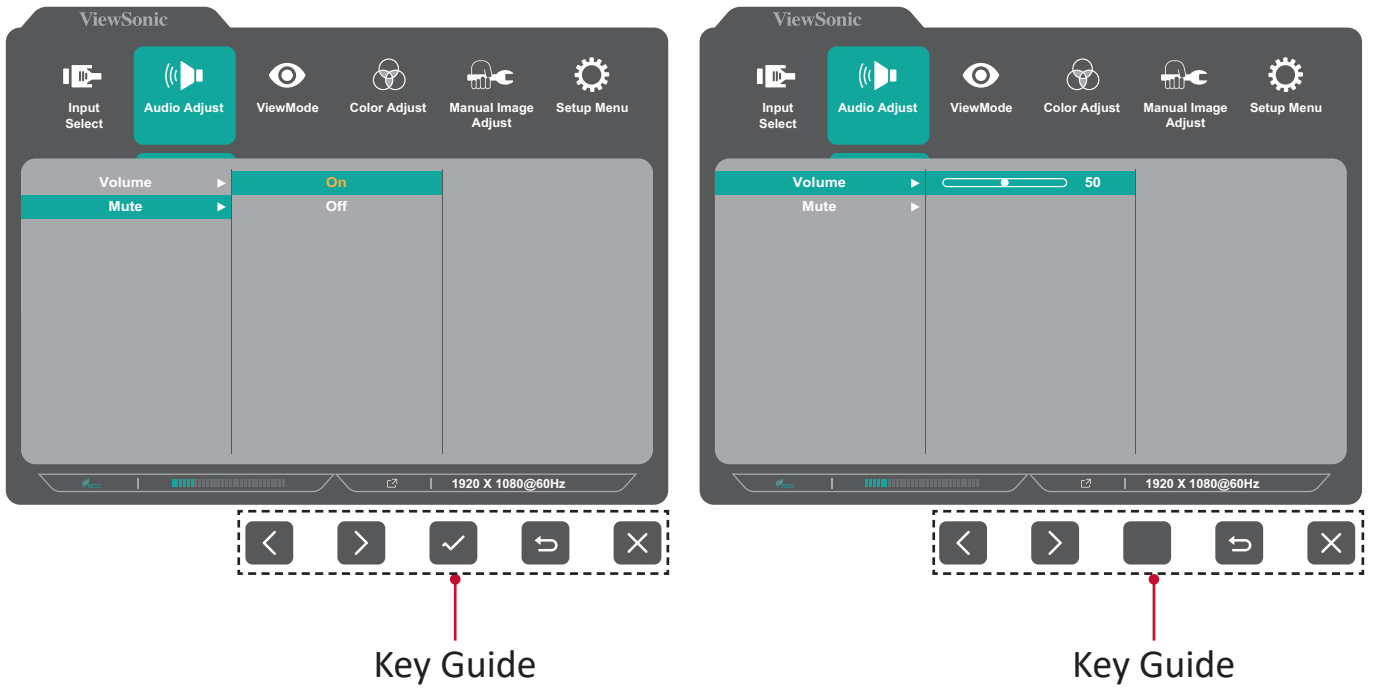 ViewSonic
Input
Select
Audio Adjust
ViewMode
Color Adjust
Manual Image
Adjust
Setup Menu
Volume
On
Mute
Off
ECO
1920 X 1080@60Hz
Key Guide
ViewSonic
Input
Select
Audio Adjust
ViewMode
Color Adjust
Manual Image
Adjust
Setup Menu
Volume
50
Mute
ECO
1920 X 1080@60Hz
Key Guide